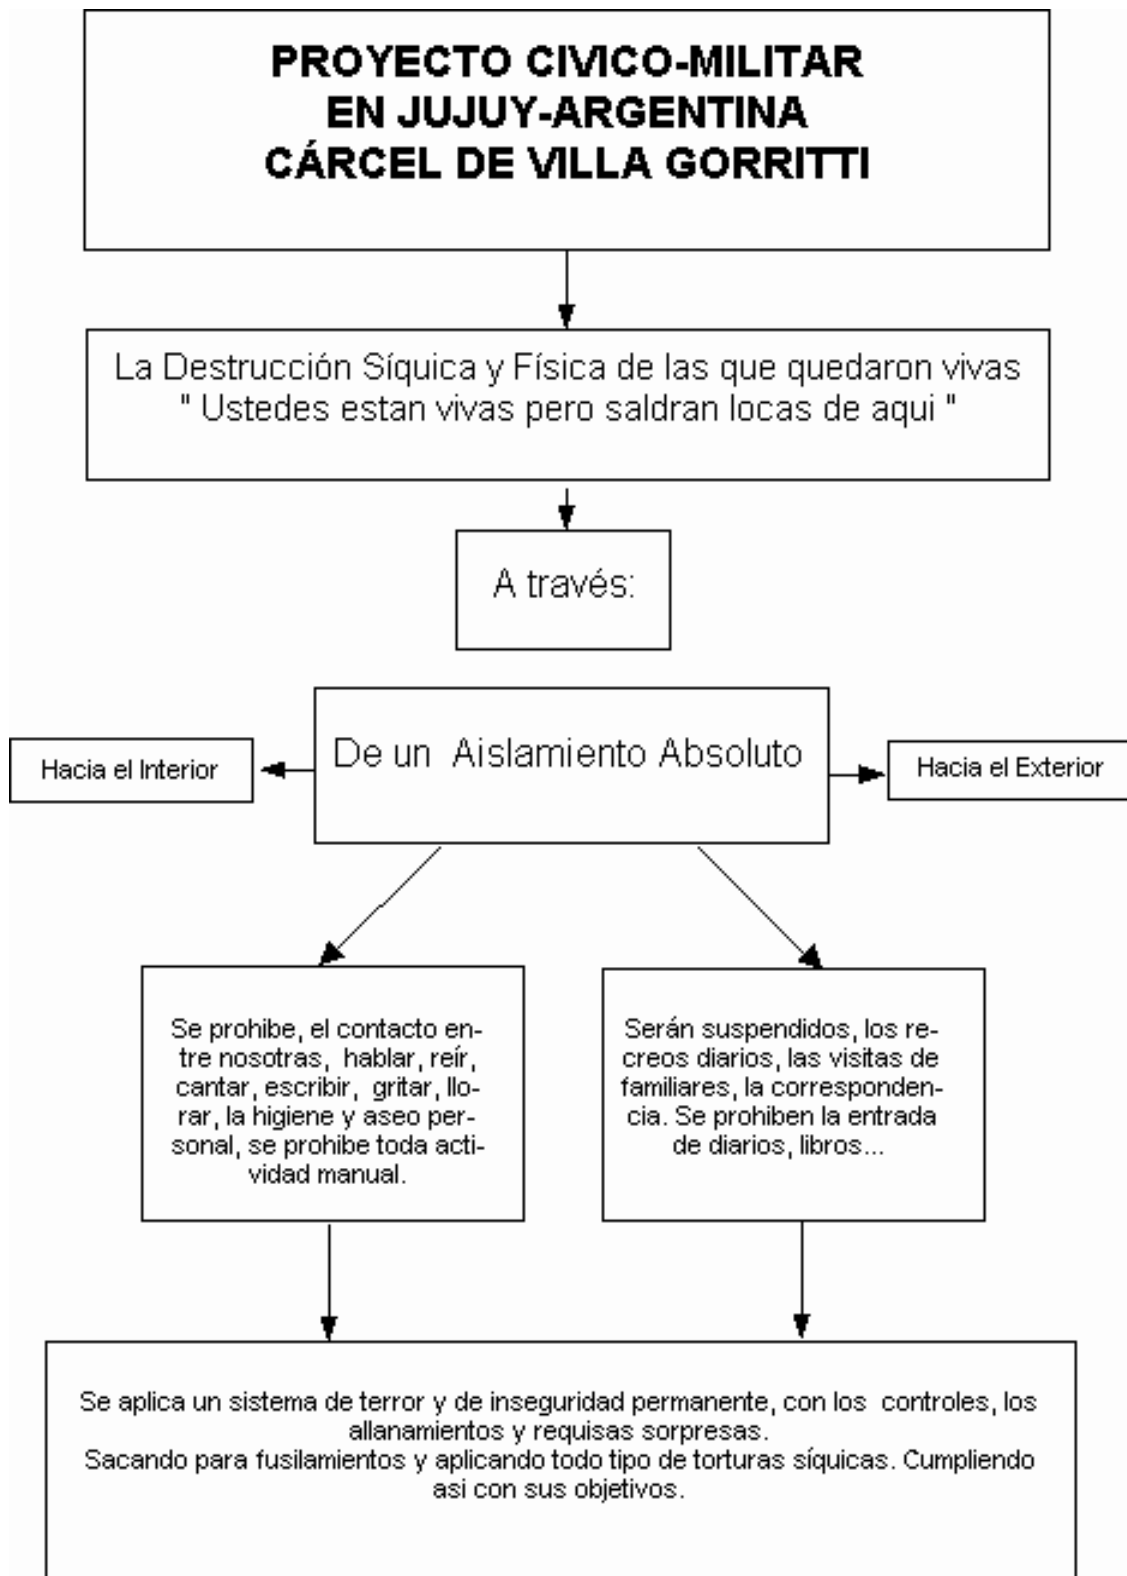 PROYECTO CIVICO-MILITAR
EN JUJUY-ARGENTINA
CÁRCEL DE VILLA GORRITTI
La Destrucción Síquica y Física de las que quedaron vivas
" Ustedes estan vivas pero saldran locas de aqui "
A través:
De un Aislamiento Absoluto
Hacia el Interior
Hacia el Exterior
Se prohibe, el contacto en-
tre nosotras, hablar, reír,
cantar, escribir, gritar, llo-
rar, la higiene y aseo per-
sonal, se prohibe toda acti-
vidad manual.
Serán suspendidos, los re-
creos diarios, las visitas de
familiares, la corresponden-
cia. Se prohiben la entrada
de diarios, libros...
Se aplica un sistema de terror y de inseguridad permanente, con los controles, los
allanamientos y requisas sorpresas.
Sacando para fusilamientos y aplicando todo tipo de torturas síquicas. Cumpliendo
asi con sus objetivos.